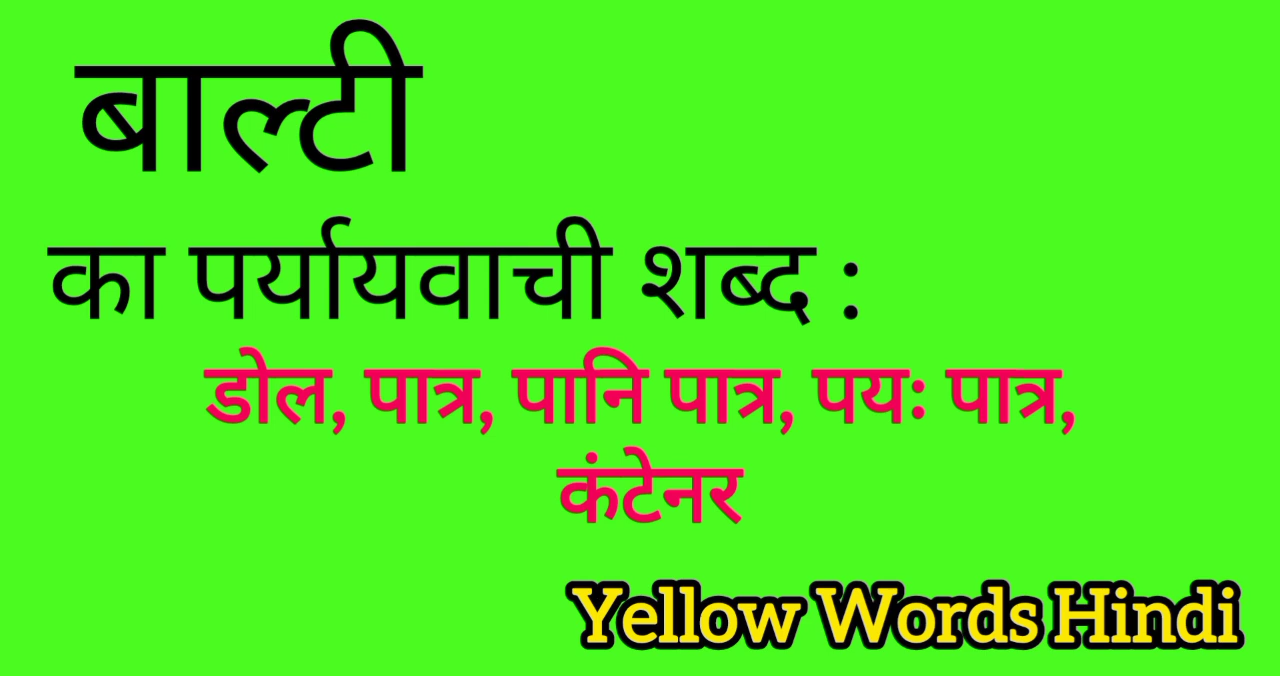 बाल्टी
का पर्यायवाची शब्द :
डोल, पात्र, पानि पात्र, पयः पात्र,
कंटेनर
Yellow Words Hindi